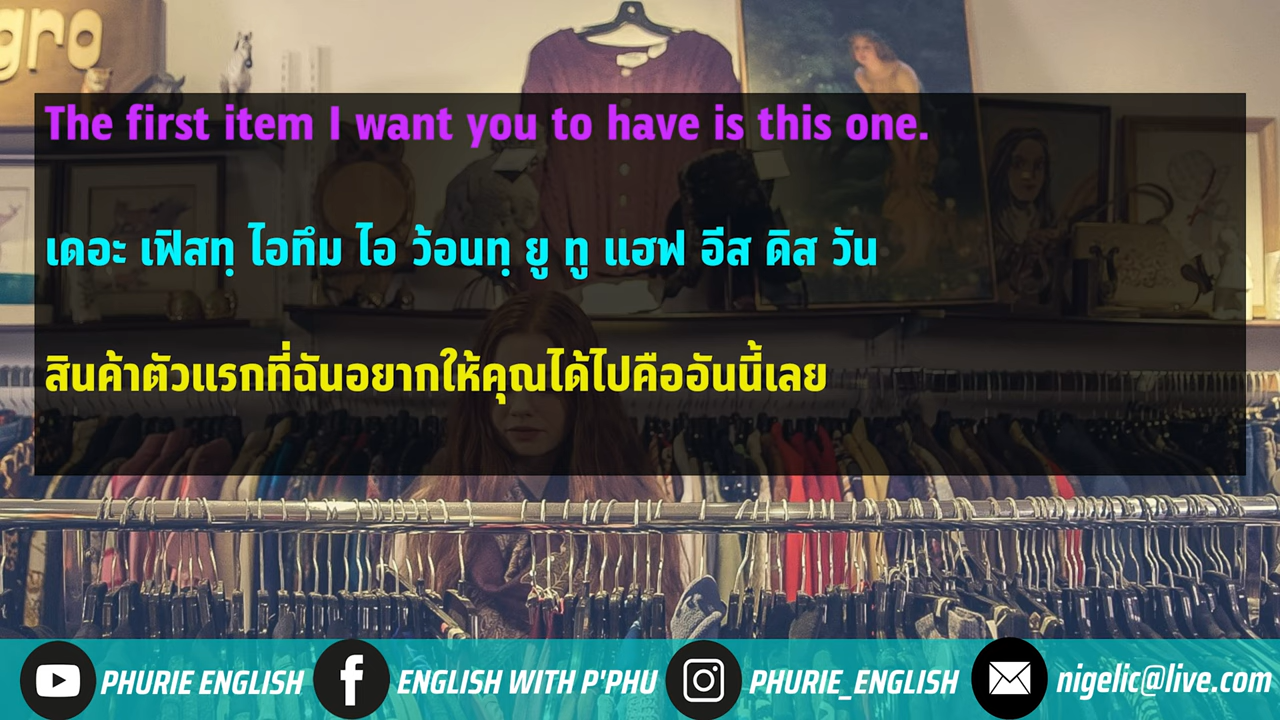 gro
The first item I want you to have is this one.
เดอะ เฟิสทฺ ไอทึม ไอ ว้อนทฺ ยู ทู แฮฟ อีส ดิส วัน
สินค้าตัวแรกที่ฉันอยากให้คุณได้ไปคืออันนี้เลย
PHURIE ENGLISH ENGLISH WITH P'PHU PHURIE_ENGLISH nigelic@live.com